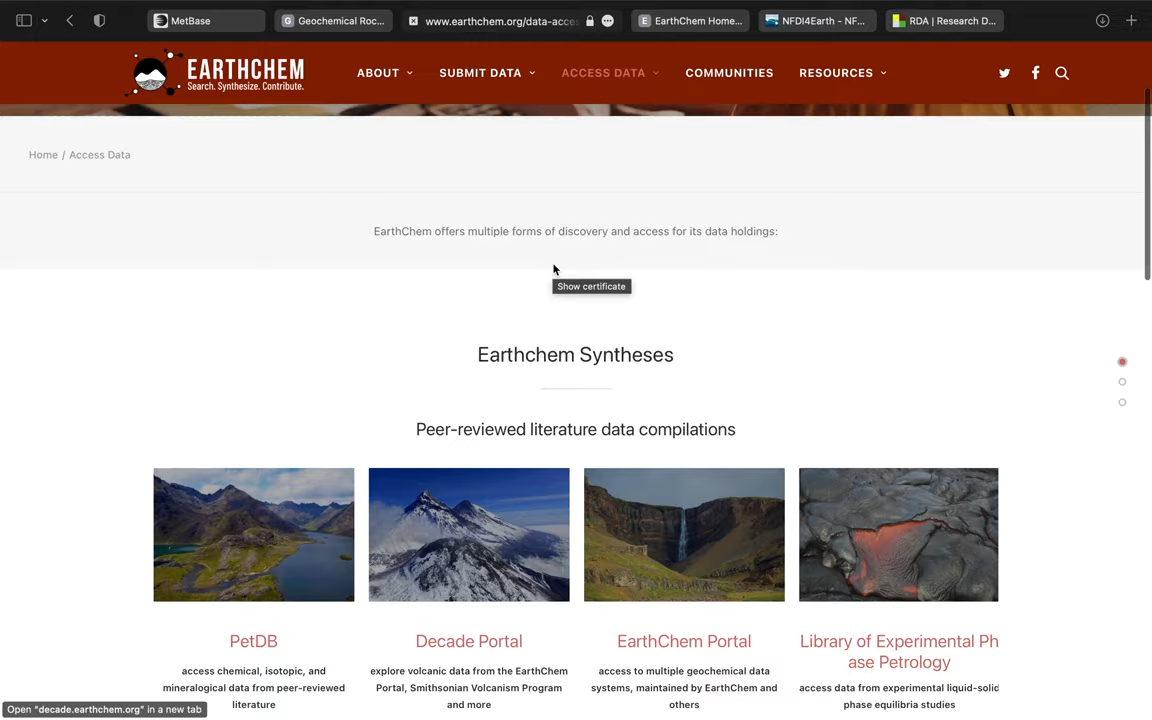 MetBase
Geochemical Roc...
www.earthchem.org/data-acce
EarthChem Home...
NFDI4Earth - NF...
RDA | Research D...
EARTHCHEM
Search. Synthesize. Contribute.
ABOUT
SUBMIT DATA
ACCESS DATA
COMMUNITIES
RESOURCES
Home / Access Data
EarthChem offers multiple forms of discovery and access for its data holdings:
Show certificate
Earthchem Syntheses
Peer-reviewed literature data compilations
PetDB
access chemical, isotopic, and
mineralogical data from peer-reviewed
literature
Decade Portal
explore volcanic data from the EarthChem
Portal, Smithsonian Volcanism Program
and more
EarthChem Portal
access to multiple geochemical data
systems, maintained by EarthChem and
others
Library of Experimental Ph
ase Petrology
access data from experimental liquid-solid
phase equilibria studies
Open "decade.earthchem.org" in a new tab